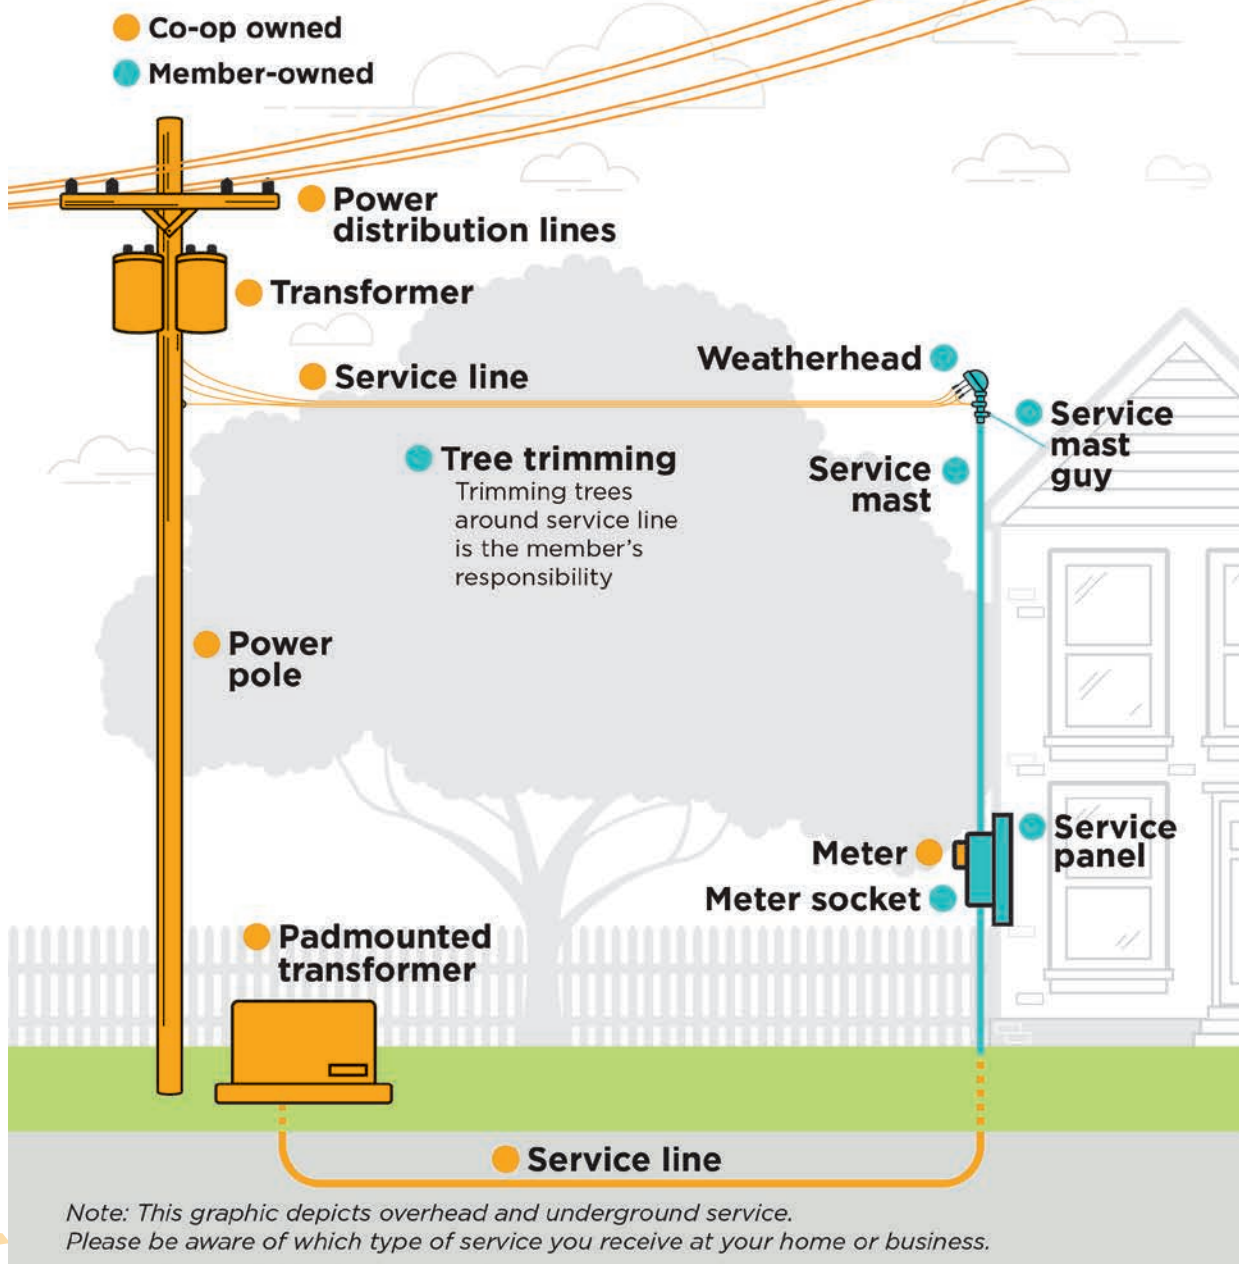 Co-op owned
Member-owned
Power
distribution lines
Transformer
Service line
Weatherhead
Service
mast
guy
Tree trimming
Trimming trees
around service line
is the member's
responsibility
Service
mast
Power
pole
Service
panel
Meter
Meter socket
Padmounted
transformer
Service line
Note: This graphic depicts overhead and underground service.
Please be aware of which type of service you receive at your home or business.